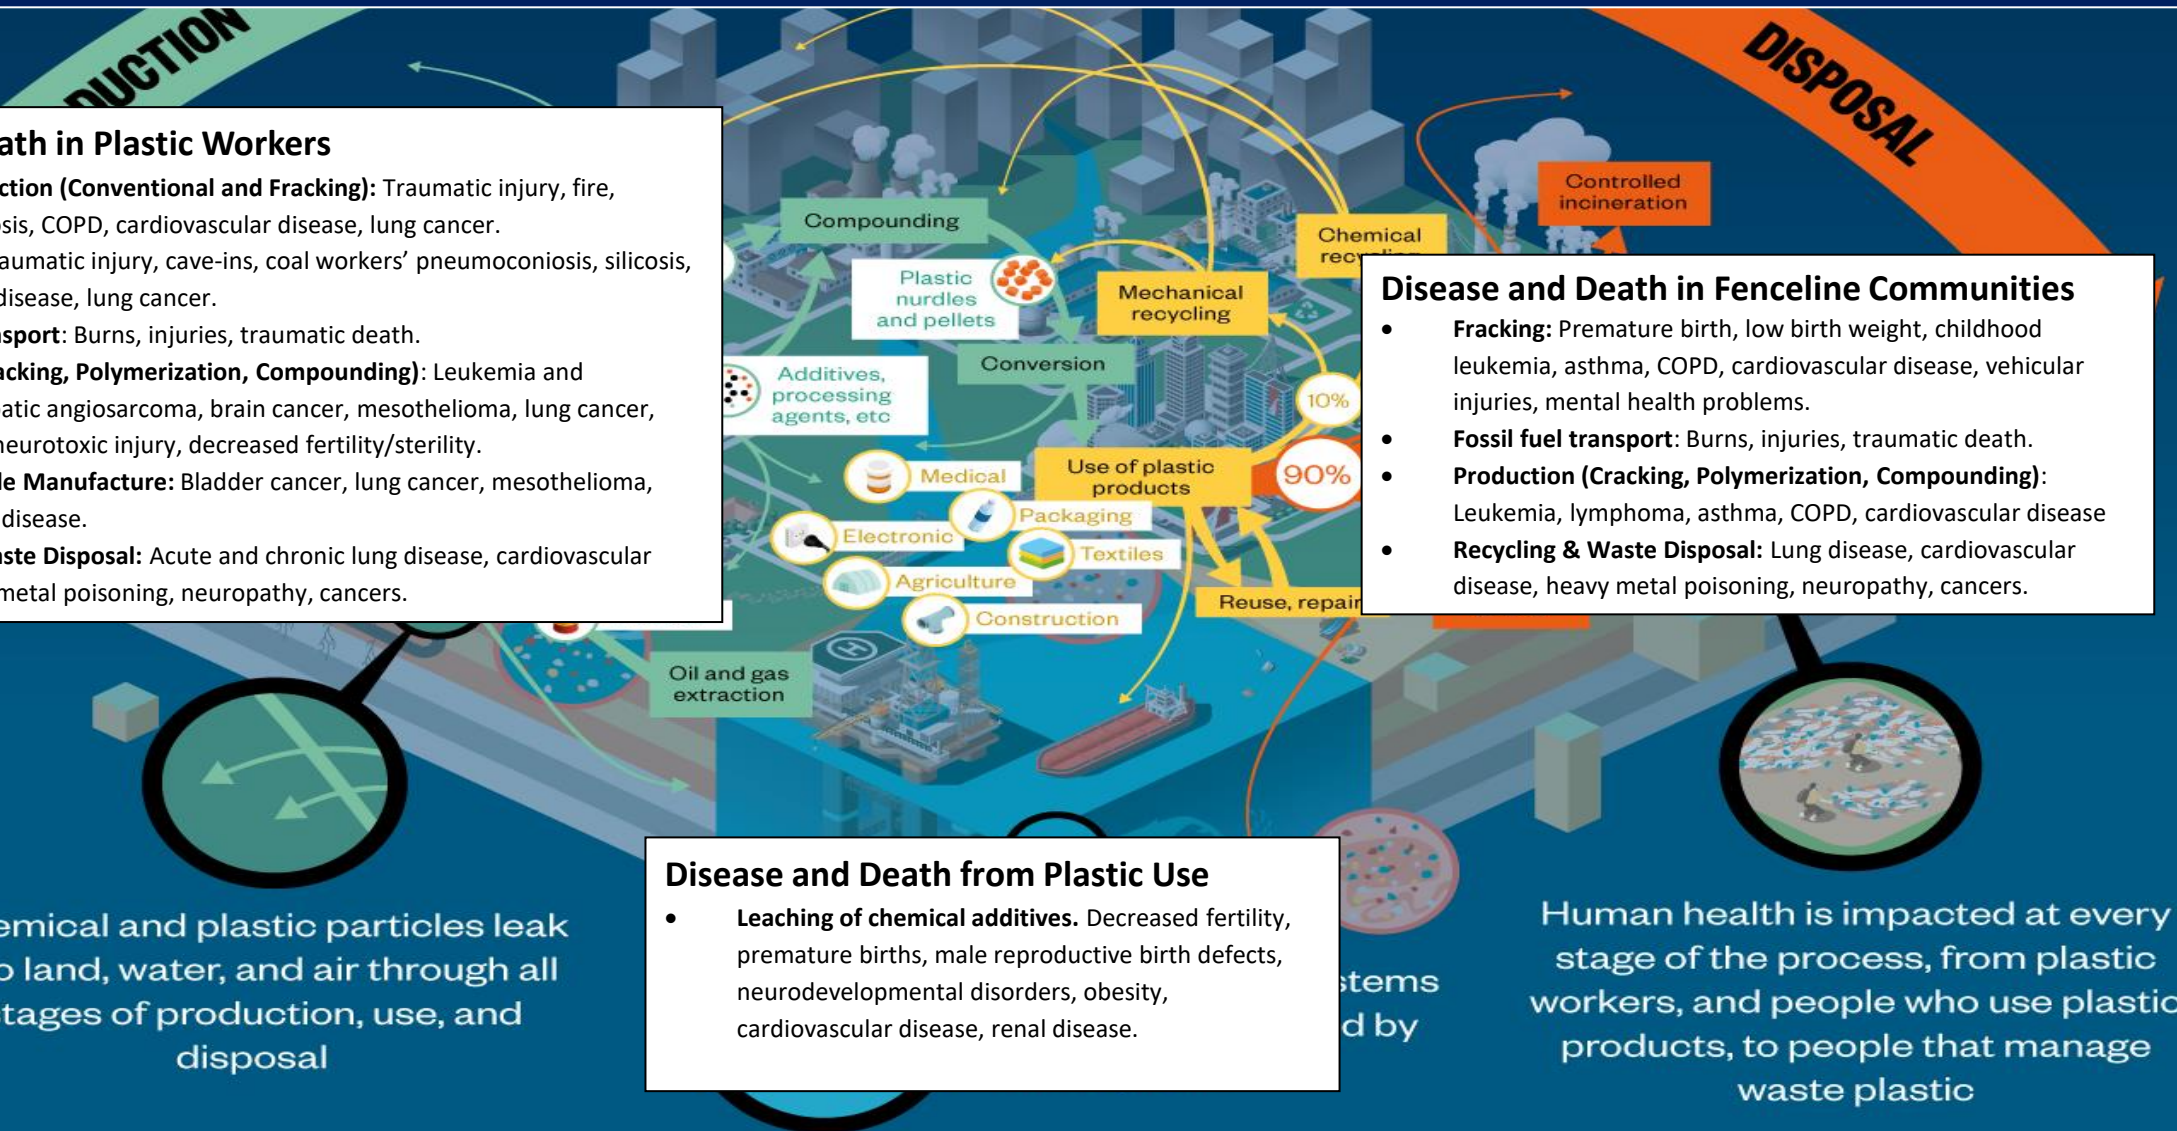 DISPOSAL
ath in Plastic Workers
ction (Conventional and Fracking): Traumatic injury, fire,
sis, COPD, cardiovascular disease, lung cancer.
aumatic injury, cave-ins, coal workers’ pneumoconiosis, silicosis,
disease, lung cancer.
sport: Burns, injuries, traumatic death.
acking, Polymerization, Compounding): Leukemia and
atic angiosarcoma, brain cancer, mesothelioma, lung cancer,
neurotoxic injury, decreased fertility/sterility.
le Manufacture: Bladder cancer, lung cancer, mesothelioma,
disease.
aste Disposal: Acute and chronic lung disease, cardiovascular
metal poisoning, neuropathy, cancers.
Compounding
Plastic
nurdles
and pellets
Conversion
Additives,
processing
agents, etc
Chemical
Mechanical
recycling
Controlled
incineration
10%
90%
Use of plastic
products
Medical
Packaging
Electronic
Textiles
Agriculture
Construction
Reuse, repair
Oil and gas
extraction
Disease and Death in Fenceline Communities
• Fracking: Premature birth, low birth weight, childhood
leukemia, asthma, COPD, cardiovascular disease, vehicular
injuries, mental health problems.
• Fossil fuel transport: Burns, injuries, traumatic death.
• Production (Cracking, Polymerization, Compounding):
Leukemia, lymphoma, asthma, COPD, cardiovascular disease
• Recycling & Waste Disposal: Lung disease, cardiovascular
disease, heavy metal poisoning, neuropathy, cancers.
Disease and Death from Plastic Use
• Leaching of chemical additives. Decreased fertility,
premature births, male reproductive birth defects,
neurodevelopmental disorders, obesity,
cardiovascular disease, renal disease.
emical and plastic particles leak
o land, water, and air through all
tages of production, use, and
disposal
stems
d by
Human health is impacted at every
stage of the process, from plastic
workers, and people who use plastic
products, to people that manage
waste plastic